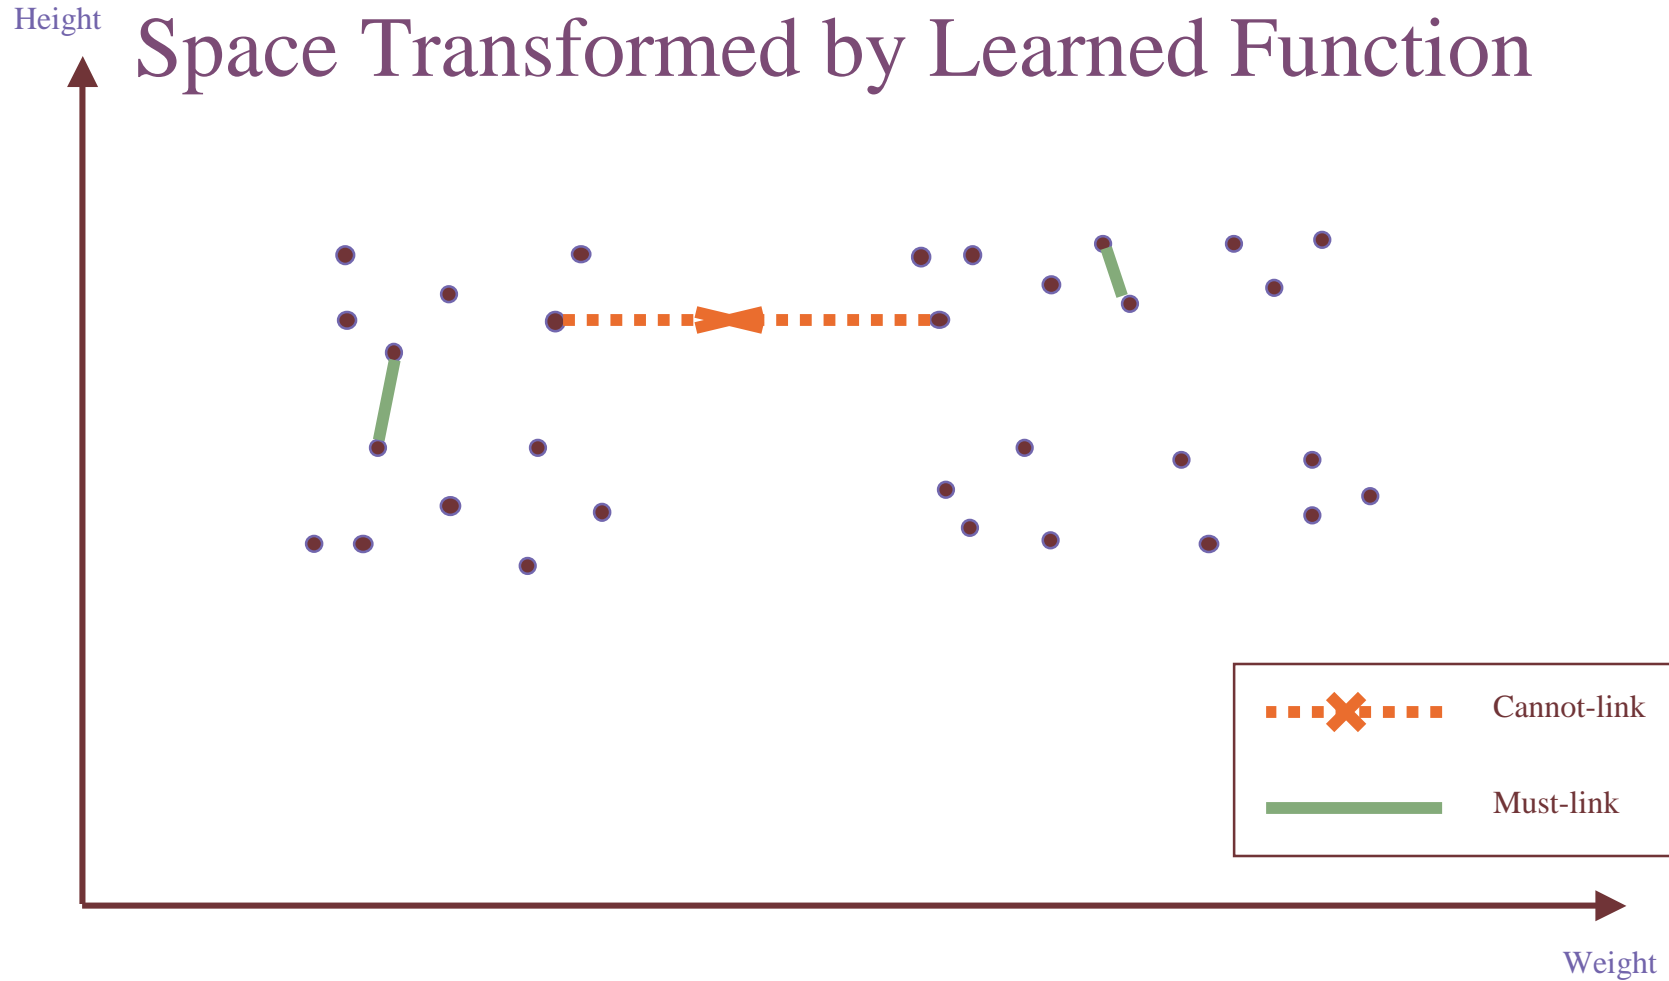 Height
Space Transformed by Learned Function
Cannot-link
Must-link
Weight